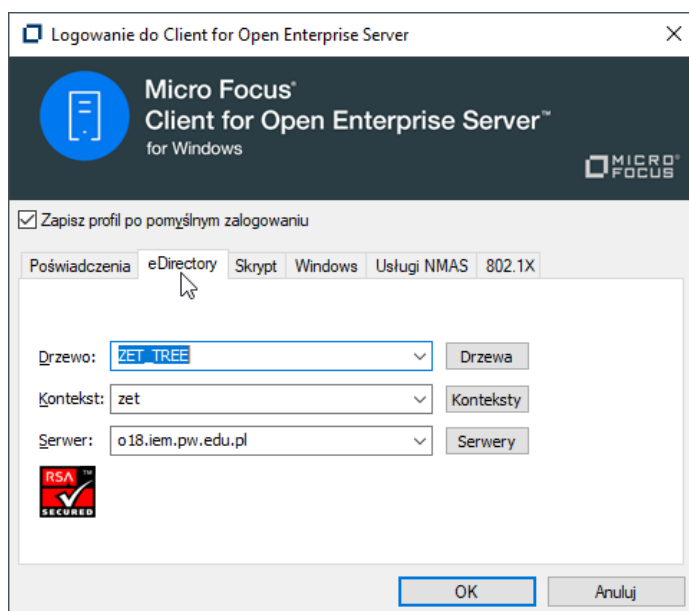 Logowanie do Client for Open Enterprise Server
Micro Focus®
Client for Open Enterprise Server™
for Windows
MICRO®
FOCUS
Zapisz profil po pomyślnym zalogowaniu
Poświadczenia eDirectory Skrypt Windows Usługi NMAS 802.1X
Drzewo: ZET_TREE Drzewa
Kontekst: zet Konteksty
Serwer: o18.iem.pw.edu.pl Serwery
RSA™
SECURED
OK Anuluj